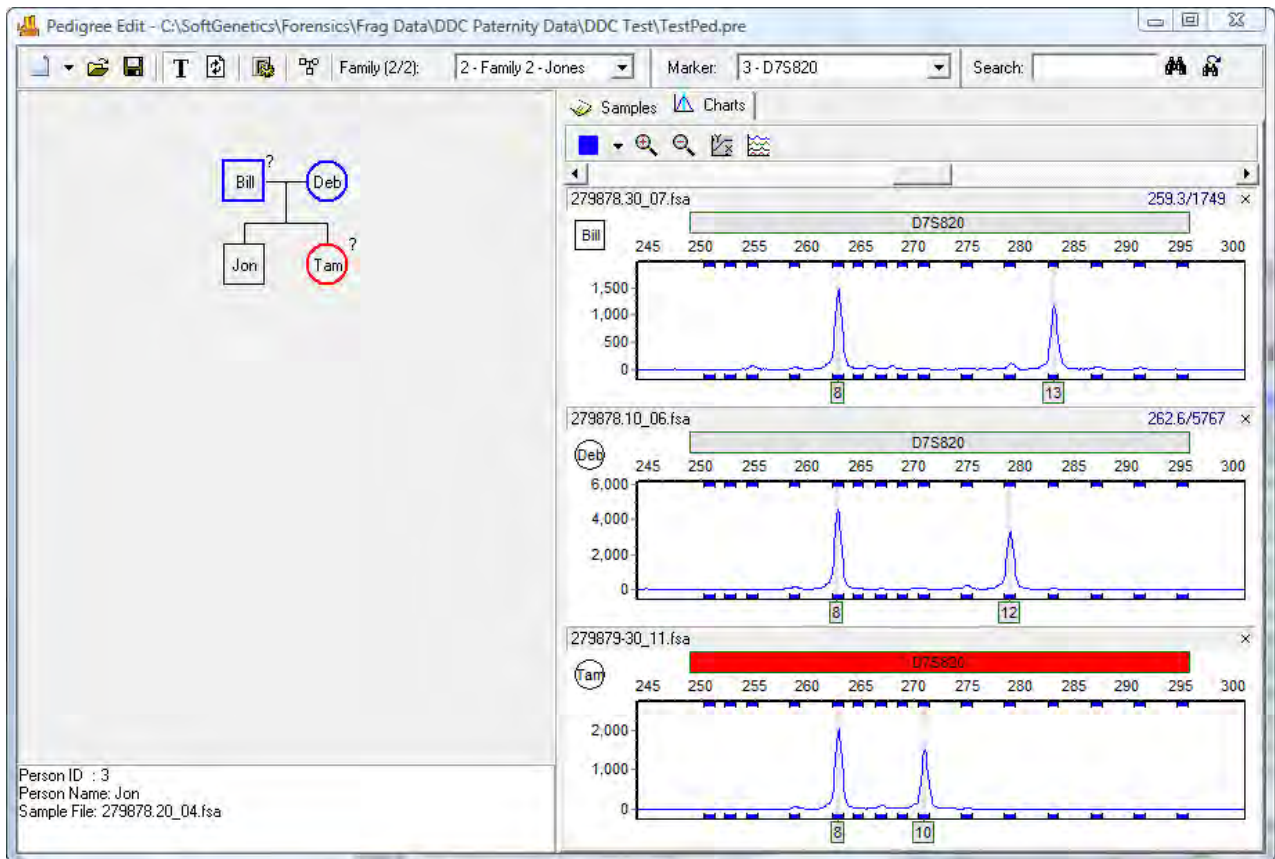 Pedigree Edit - C:\SoftGenetics\Forensics\Frag Data\DDC Paternity Data\DDC Test\TestPed.pre
T Family (2/2): 2 - Family 2 - Jones Marker: 3 - D7S820 Search:
Samples Charts
?
Bill Deb
?
Jon Tam
279878.30_07.fsa 259.3/1749 ×
D7S820
Bill
245 250 255 260 265 270 275 280 285 290 295 300
1,500
1,000
500
0
8 13
279878.10_06.fsa 262.6/5767 ×
D7S820
Deb
245 250 255 260 265 270 275 280 285 290 295 300
6,000
4,000
2,000
0
8 12
279879-30_11.fsa ×
D7S820
Tam
245 250 255 260 265 270 275 280 285 290 295 300
2,000
1,000
0
8 10
Person ID : 3
Person Name: Jon
Sample File: 279878.20_04.fsa